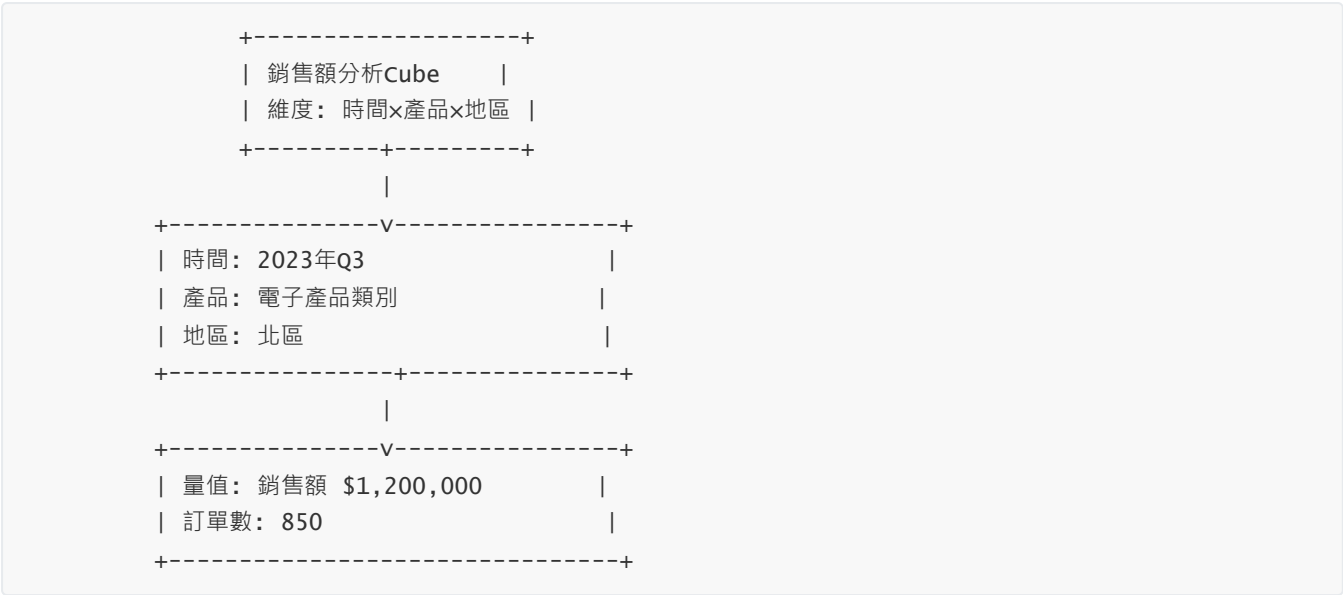 +--------------------+
| 銷售額分析Cube    |
| 維度: 時間×產品×地區 |
+---------+----------+
|
+---------------v----------------+
| 時間: 2023年Q3                 |
| 產品: 電子產品類別              |
| 地區: 北區                     |
+----------------+---------------+
|
+---------------v----------------+
| 量值: 銷售額 $1,200,000        |
| 訂單數: 850                    |
+--------------------------------+